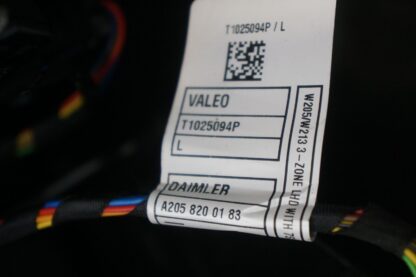 T1025094P / L
VALEO
T1025094P
L
DAIMLER
A205 820 01 83
W205/W213 3-ZONE LHD WITH